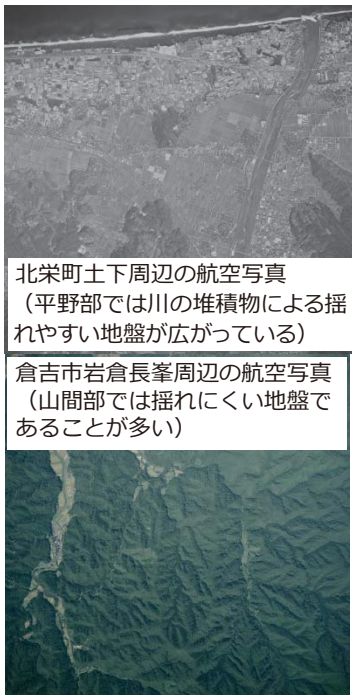 北栄町土下周辺の航空写真
（平野部では川の堆積物による揺
れやすい地盤が広がっている）
倉吉市岩倉長峯周辺の航空写真
（山間部では揺れにくい地盤で
あることが多い）